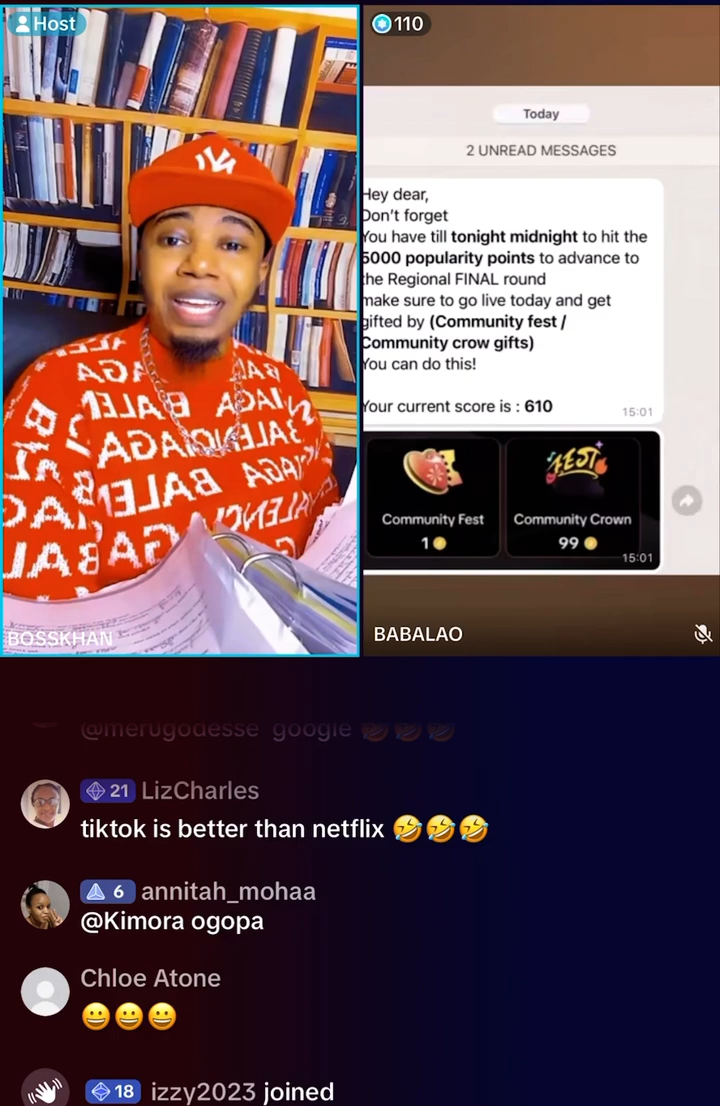 Host
110
Today
2 UNREAD MESSAGES
Hey dear,
Don't forget
You have till tonight midnight to hit the
5000 popularity points to advance to
the Regional FINAL round
make sure to go live today and get
gifted by (Community fest /
Community crow gifts)
You can do this!
Your current score is : 610
15:01
Community Fest
1
FEST
Community Crown
99
15:01
BOSSKHAN
BABALAO
@merugodesse google 🤣🤣🤣
21 LizCharles
tiktok is better than netflix 🤣🤣🤣
6 annitah_mohaa
@Kimora ogopa
Chloe Atone
😀😀😀
18 izzy2023 joined